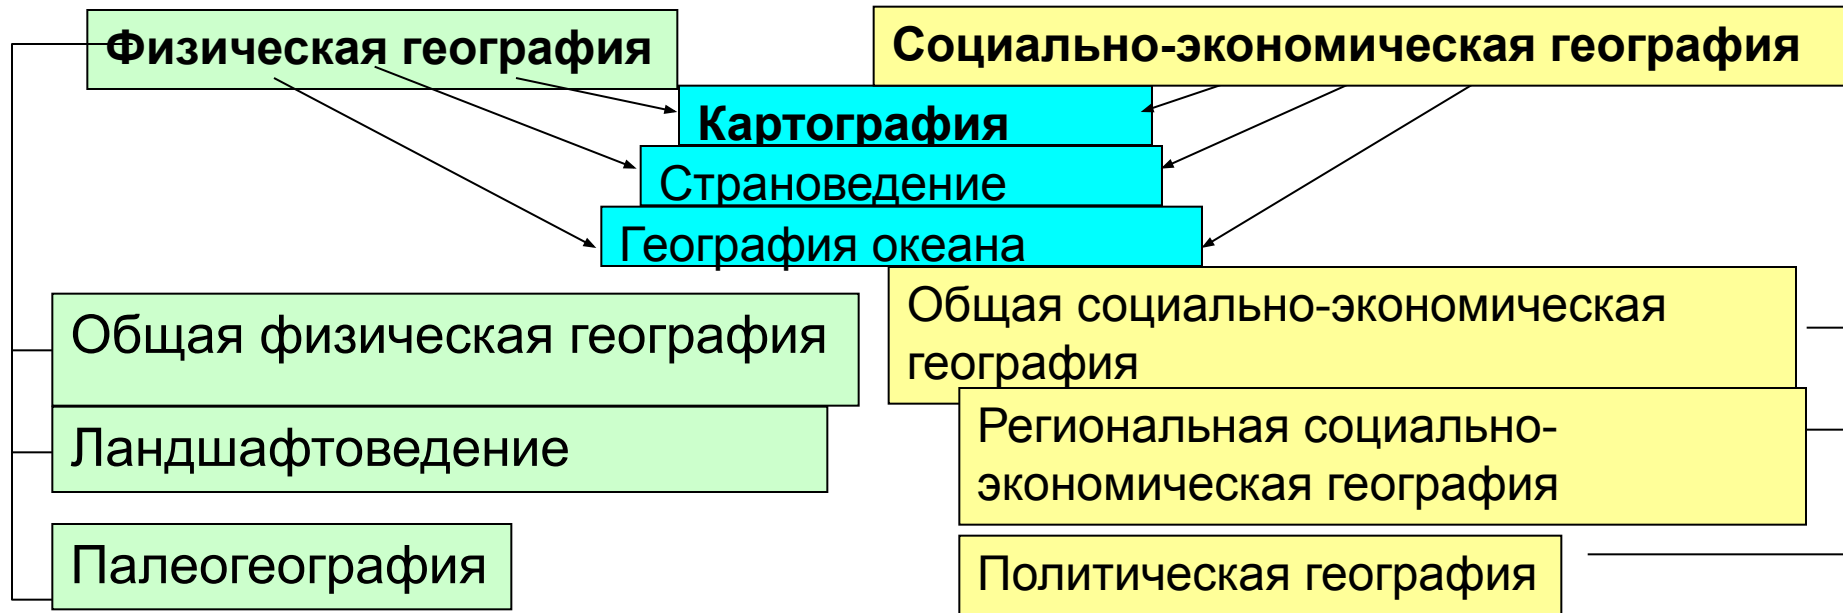 Физическая география
Социально-экономическая география
Картография
Страноведение
География океана
Общая физическая география
Ландшафтоведение
Палеогеография
Общая социально-экономическая
география
Региональная социально-
экономическая география
Политическая география